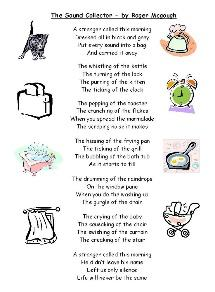 The Sound Collector – by Roger McGough
A stranger called this morning
Dressed all in black and grey
Put every sound into a bag
And carried them away
The whistling of the kettle
The turning of the lock
The purring of the kitten
The ticking of the clock
The popping of the toaster
The crunching of the flakes
When you spread the marmalade
The scraping noise it makes
The hissing of the frying pan
The ticking of the grill
The bubbling of the bathtub
As it starts to fill
The drumming of the raindrops
On the window pane
When you do the washing up
The gurgle of the drain
The crying of the baby
The squeaking of the chair
The swishing of the curtain
The creaking of the stair
A stranger called this morning
He didn't leave his name
Left us only silence
Life will never be the same